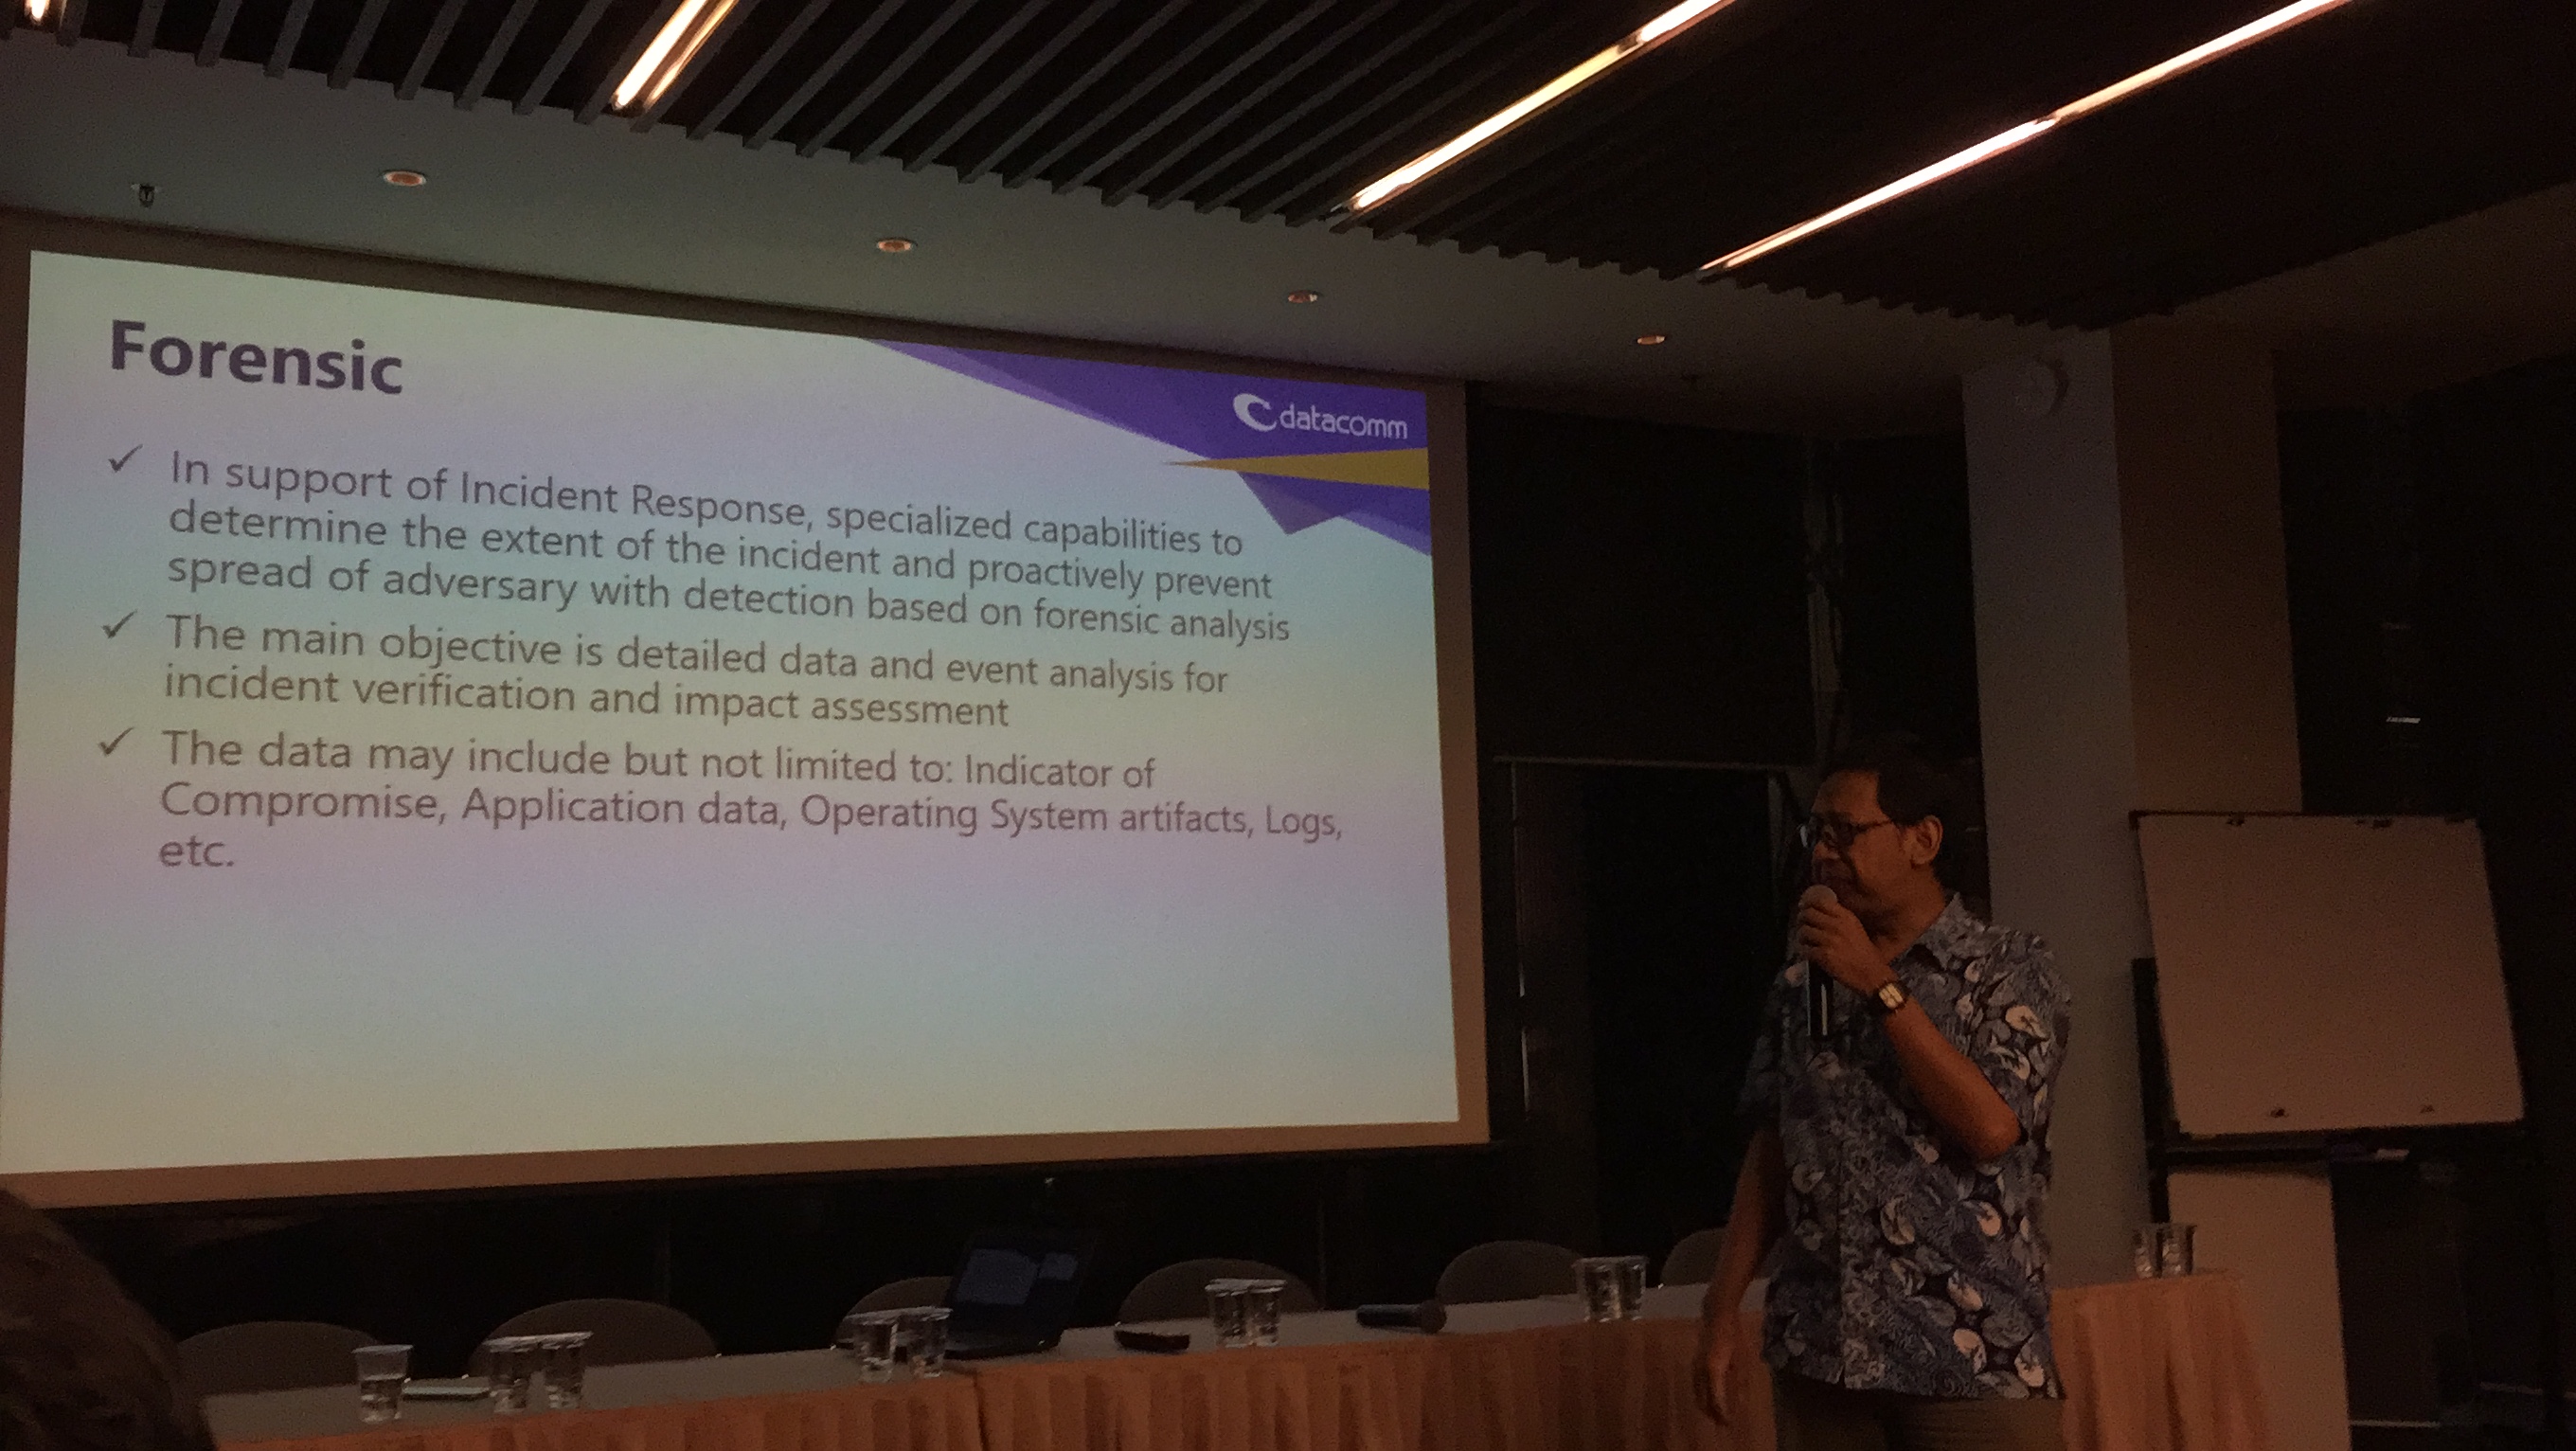 Forensic
datacomm
✓ In support of Incident Response, specialized capabilities to
determine the extent of the incident and proactively prevent
spread of adversary with detection based on forensic analysis
✓ The main objective is detailed data and event analysis for
incident verification and impact assessment
✓ The data may include but not limited to: Indicator of
Compromise, Application data, Operating System artifacts, Logs,
etc.